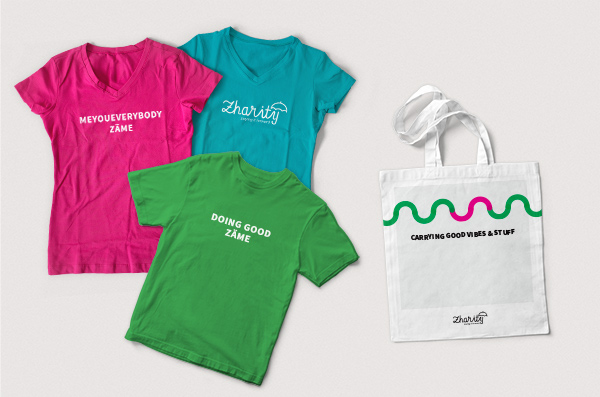 MEYOUEVERYBODY
ZÄME
Zharity
DOING GOOD
ZÄME
CARRYING GOOD VIBES & STUFF
Zharity